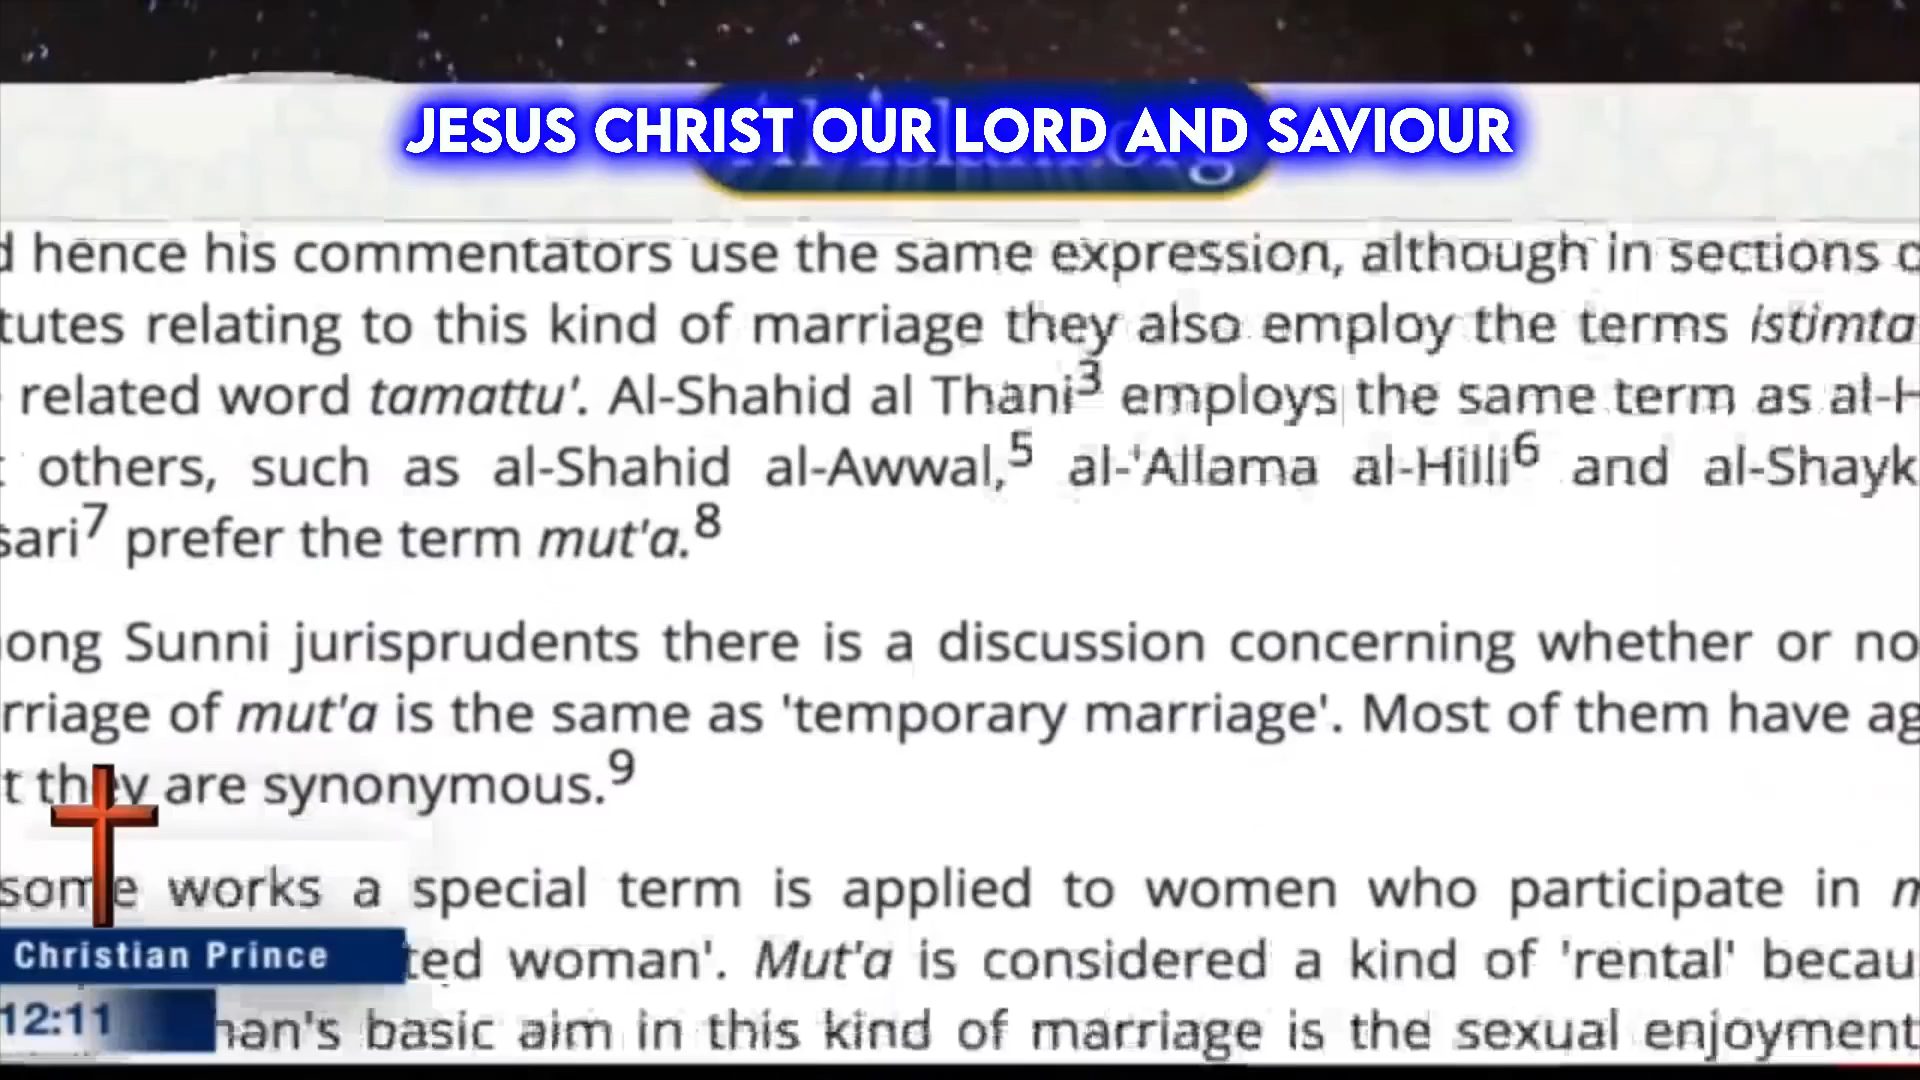 JESUS CHRIST OUR LORD AND SAVIOUR
hence his commentators use the same expression, although in sections
tutes relating to this kind of marriage they also employ the terms istimta
related word tamattu'. Al-Shahid al Thani3 employs the same term as al-H
others, such as al-Shahid al-Awwal,5 al-'Allama al-Hilli6 and al-Shayk
sari7 prefer the term mut'a.8
ong Sunni jurisprudents there is a discussion concerning whether or no
rriage of mut'a is the same as 'temporary marriage'. Most of them have ag
t they are synonymous.9
some works a special term is applied to women who participate in m
Christian Prince
ted woman'. Mut'a is considered a kind of 'rental' becau
12:11
nan's basic aim in this kind of marriage is the sexual enjoyment